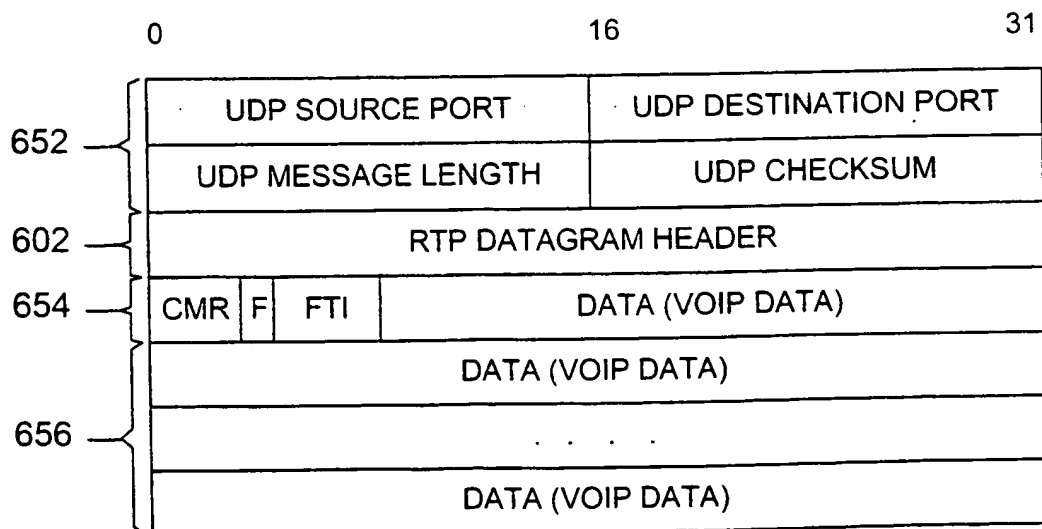 0 16 31
UDP SOURCE PORT UDP DESTINATION PORT
652
UDP MESSAGE LENGTH UDP CHECKSUM
602 RTP DATAGRAM HEADER
654 CMR F FTI DATA (VOIP DATA)
DATA (VOIP DATA)
656 . . . .
DATA (VOIP DATA)